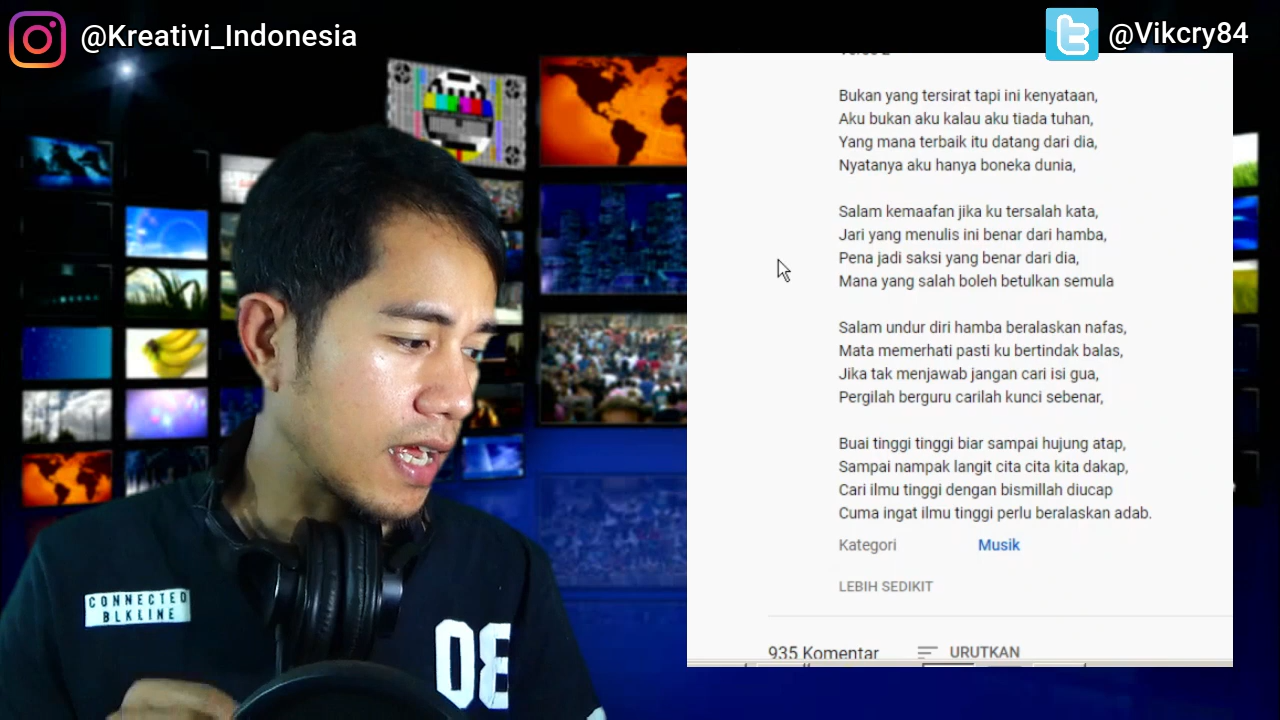 @Kreativi_Indonesia
@Vikcry84
Bukan yang tersirat tapi ini kenyataan,
Aku bukan aku kalau aku tiada tuhan,
Yang mana terbaik itu datang dari dia,
Nyatanya aku hanya boneka dunia,
Salam kemaafan jika ku tersalah kata,
Jari yang menulis ini benar dari hamba,
Pena jadi saksi yang benar dari dia,
Mana yang salah boleh betulkan semula
Salam undur diri hamba beralaskan nafas,
Mata memerhati pasti ku bertindak balas,
Jika tak menjawab jangan cari isi gua,
Pergilah berguru carilah kunci sebenar,
Buai tinggi tinggi biar sampai hujung atap,
Sampai nampak langit cita cita kita dakap,
Cari ilmu tinggi dengan bismillah diucap
Cuma ingat ilmu tinggi perlu beralaskan adab.
Kategori Musik
LEBIH SEDIKIT
935 Komentar URUTKAN
CONNECTED
BLKLINE
08